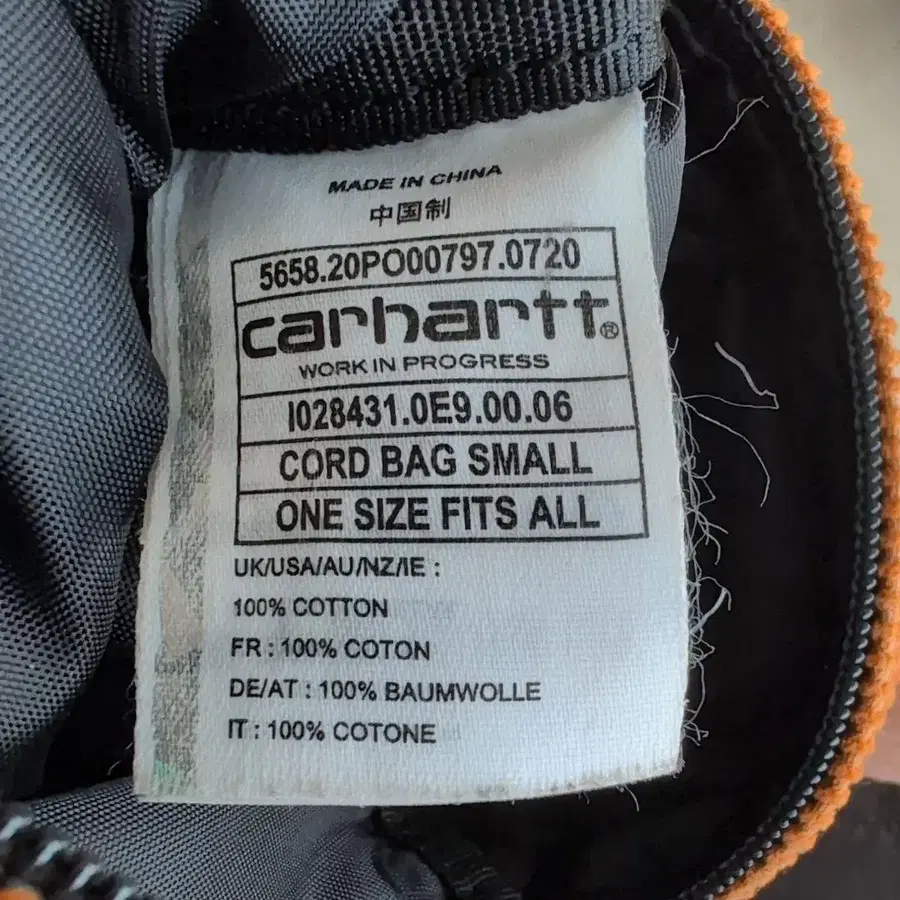 MADE IN CHINA
中国制
5658.20PO00797.0720
carhartt®
WORK IN PROGRESS
I028431.0E9.00.06
CORD BAG SMALL
ONE SIZE FITS ALL
UK/USA/AU/NZ/IE :
100% COTTON
FR : 100% COTON
DE/AT : 100% BAUMWOLLE
IT : 100% COTONE